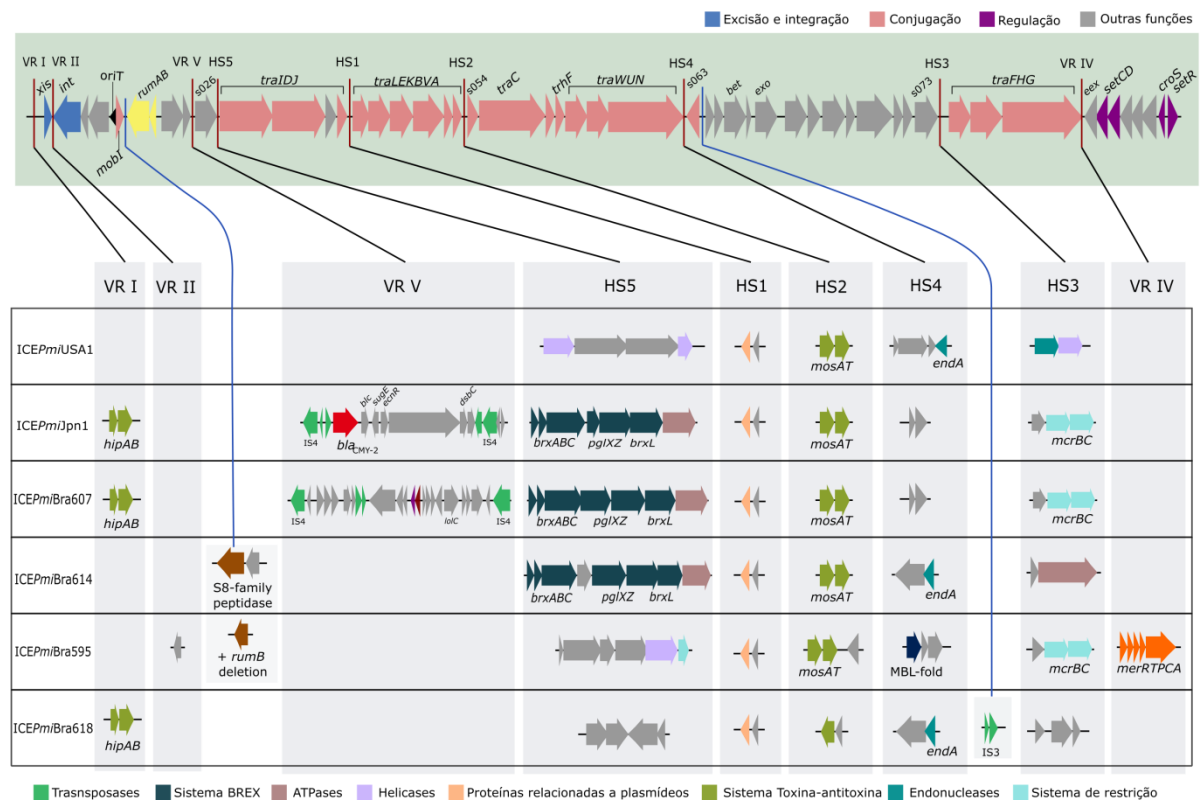 Excisão e integração Conjugação Regulação Outras funções
VR I VR II VR V HS5 HS1 HS2 HS4 HS3 VR IV
xis int oriT rumAB s026 traIDJ traLEKBVA s054 traC trhF traWUN s063 bet exo s073 traFHG eex setCD croS setR
mobI
VR I VR II VR V HS5 HS1 HS2 HS4 HS3 VR IV
ICEPmiUSA1
mosAT endA
ICEPmiJpn1
blc sugE ecnR dsbC
hipAB IS4 blaCMY-2 IS4 brxABC pglXZ brxL mosAT mcrBC
ICEPmiBra607
hipAB IS4 lolC IS4 brxABC pglXZ brxL mosAT mcrBC
ICEPmiBra614
S8-family peptidase brxABC pglXZ brxL mosAT endA
ICEPmiBra595
+ rumB deletion mosAT MBL-fold mcrBC merRTPCA
ICEPmiBra618
hipAB endA IS3
Trasnsposases Sistema BREX ATPases Helicases Proteínas relacionadas a plasmídeos Sistema Toxina-antitoxina Endonucleases Sistema de restrição